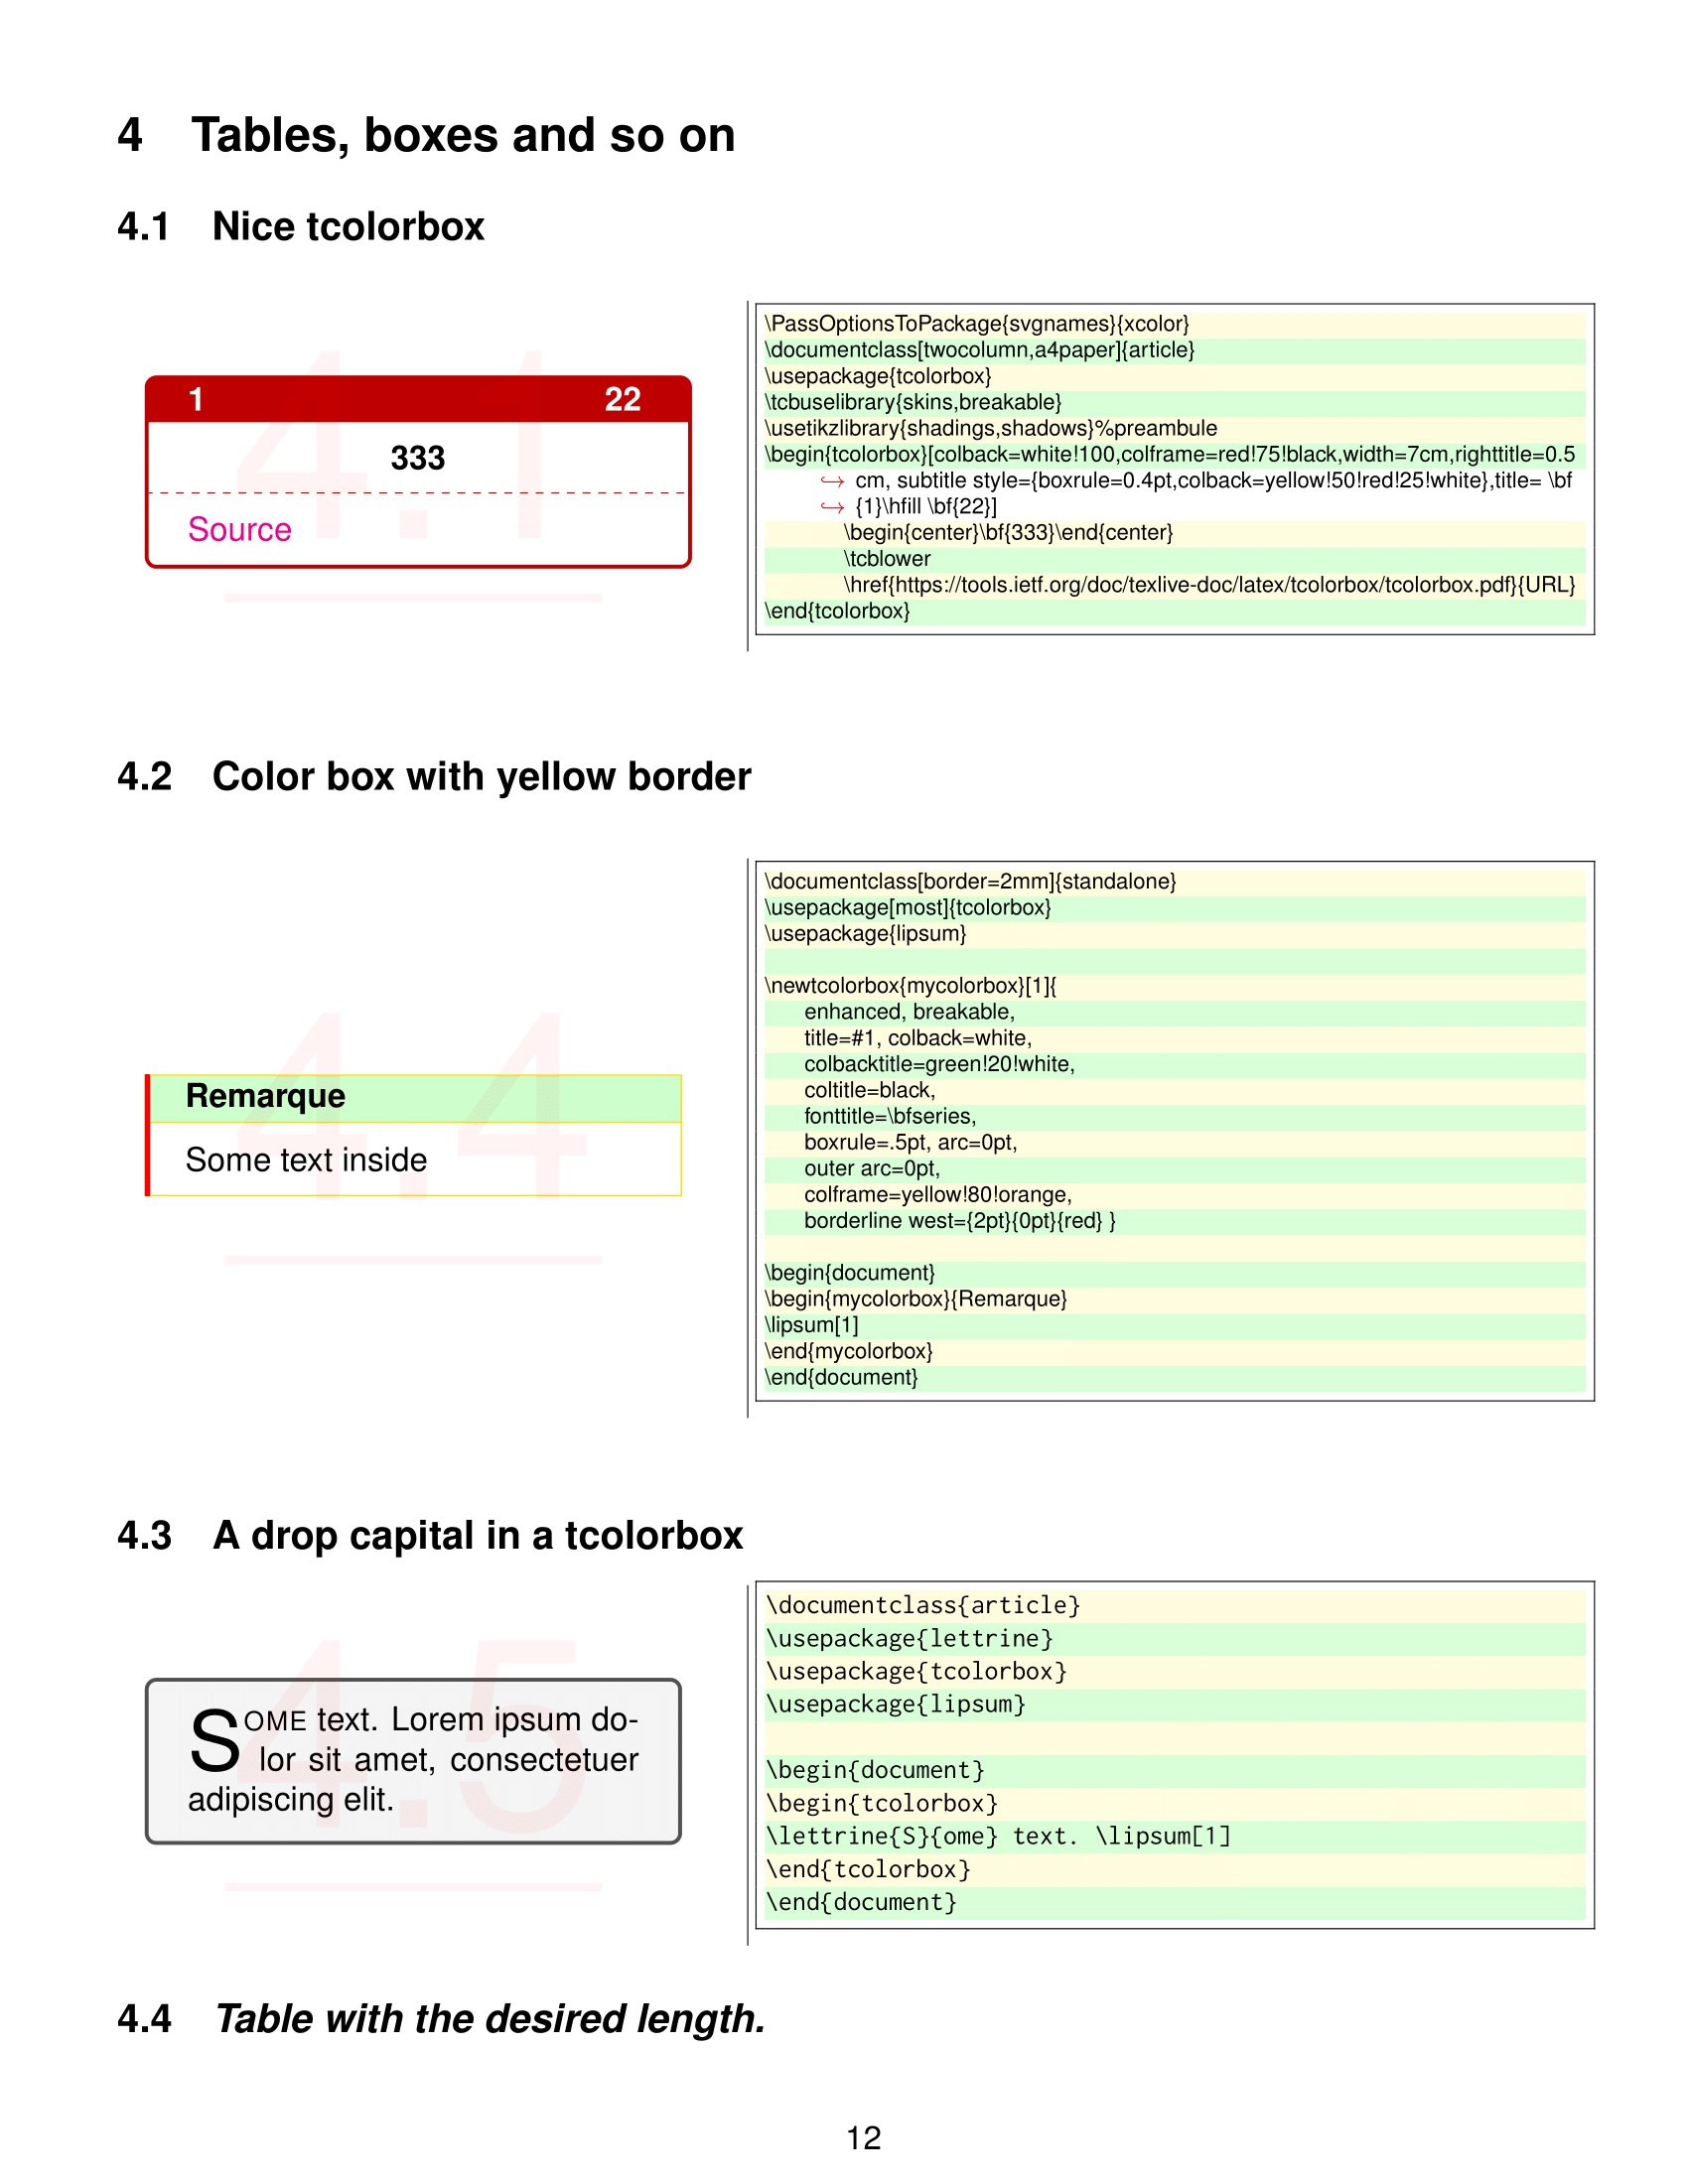 4 Tables, boxes and so on
4.1 Nice tcolorbox
4.1
1 22
333
Source
\PassOptionsToPackage{svgnames}{xcolor}
\documentclass[twocolumn,a4paper]{article}
\usepackage{tcolorbox}
\tcbuselibrary{skins,breakable}
\usetikzlibrary{shadings,shadows}%preambule
\begin{tcolorbox}[colback=white!100,colframe=red!75!black,width=7cm,righttitle=0.5
↪ cm, subtitle style={boxrule=0.4pt,colback=yellow!50!red!25!white},title= \bf
↪ {1}\hfill \bf{22}]
\begin{center}\bf{333}\end{center}
\tcblower
\href{https://tools.ietf.org/doc/texlive-doc/latex/tcolorbox/tcolorbox.pdf}{URL}
\end{tcolorbox}
4.2 Color box with yellow border
4.4
Remarque
Some text inside
\documentclass[border=2mm]{standalone}
\usepackage[most]{tcolorbox}
\usepackage{lipsum}
\newtcolorbox{mycolorbox}[1]{
enhanced, breakable,
title=#1, colback=white,
colbacktitle=green!20!white,
coltitle=black,
fonttitle=\bfseries,
boxrule=.5pt, arc=0pt,
outer arc=0pt,
colframe=yellow!80!orange,
borderline west={2pt}{0pt}{red} }
\begin{document}
\begin{mycolorbox}{Remarque}
\lipsum[1]
\end{mycolorbox}
\end{document}
4.3 A drop capital in a tcolorbox
4.5
SOME text. Lorem ipsum do-
lor sit amet, consectetuer
adipiscing elit.
\documentclass{article}
\usepackage{lettrine}
\usepackage{tcolorbox}
\usepackage{lipsum}
\begin{document}
\begin{tcolorbox}
\lettrine{S}{ome} text. \lipsum[1]
\end{tcolorbox}
\end{document}
4.4 Table with the desired length.
12